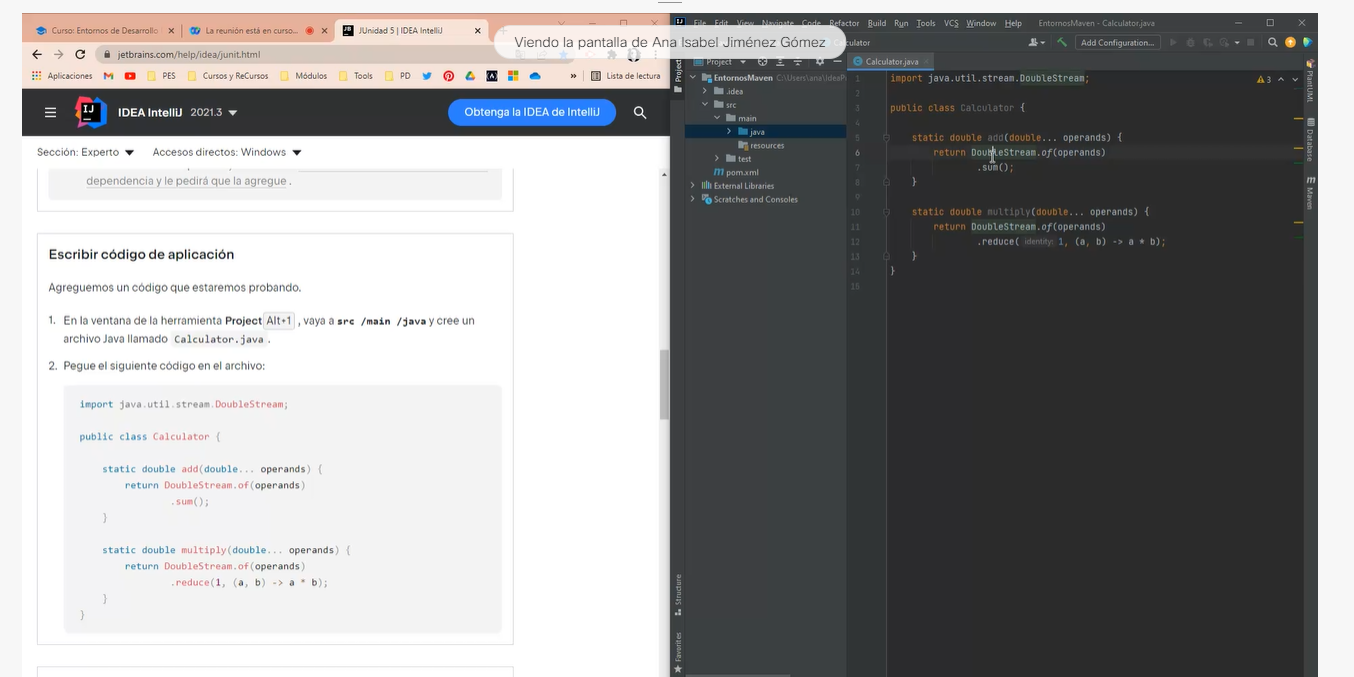 Curso: Entornos de Desarrollo
La reunión está en curso...
JUnidad 5 | IDEA IntelliJ
Viendo la pantalla de Ana Isabel Jiménez Gómez
jetbrains.com/help/idea/junit.html
Aplicaciones
PES
Cursos y ReCursos
Módulos
Tools
PD
»
Lista de lectura
IDEA IntelliJ 2021.3
Obtenga la IDEA de IntelliJ
Sección: Experto
Accesos directos: Windows
dependencia y le pedirá que la agregue .
Escribir código de aplicación
Agreguemos un código que estaremos probando.
1. En la ventana de la herramienta Project Alt+1 , vaya a src /main /java y cree un
archivo Java llamado Calculator.java .
2. Pegue el siguiente código en el archivo:
import java.util.stream.DoubleStream;
public class Calculator {
static double add(double... operands) {
return DoubleStream.of(operands)
.sum();
}
static double multiply(double... operands) {
return DoubleStream.of(operands)
.reduce(1, (a, b) -> a * b);
}
}
File Edit View Navigate Code Refactor Build Run Tools VCS Window Help EntornosMaven - Calculator.java
Calculator
Add Configuration...
Project
Calculator.java
Project
EntornosMaven
.idea
src
main
java
resources
test
pom.xml
External Libraries
Scratches and Consoles
Structure
Favorites
1 import java.util.stream.DoubleStream;
2
3 public class Calculator {
4
5 static double add(double... operands) {
6 return DoubleStream.of(operands)
7 .sum();
8 }
9
10 static double multiply(double... operands) {
11 return DoubleStream.of(operands)
12 .reduce( identity: 1, (a, b) -> a * b);
13 }
14 }
15
3
PlantUML
Database
Maven